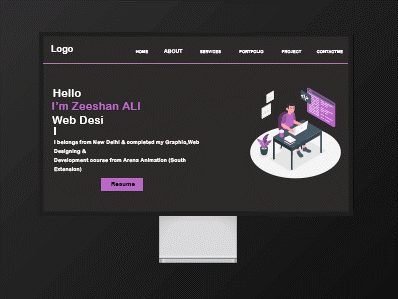 Logo
HOME ABOUT SERVICES PORTFOLIO PROJECT CONTACTME
Hello
I'm Zeeshan ALI
Web Desi
I
I belongs from New Delhi & completed my Graphic,Web
Designing &
Development course from Arena Animation (South
Extension)
Resume